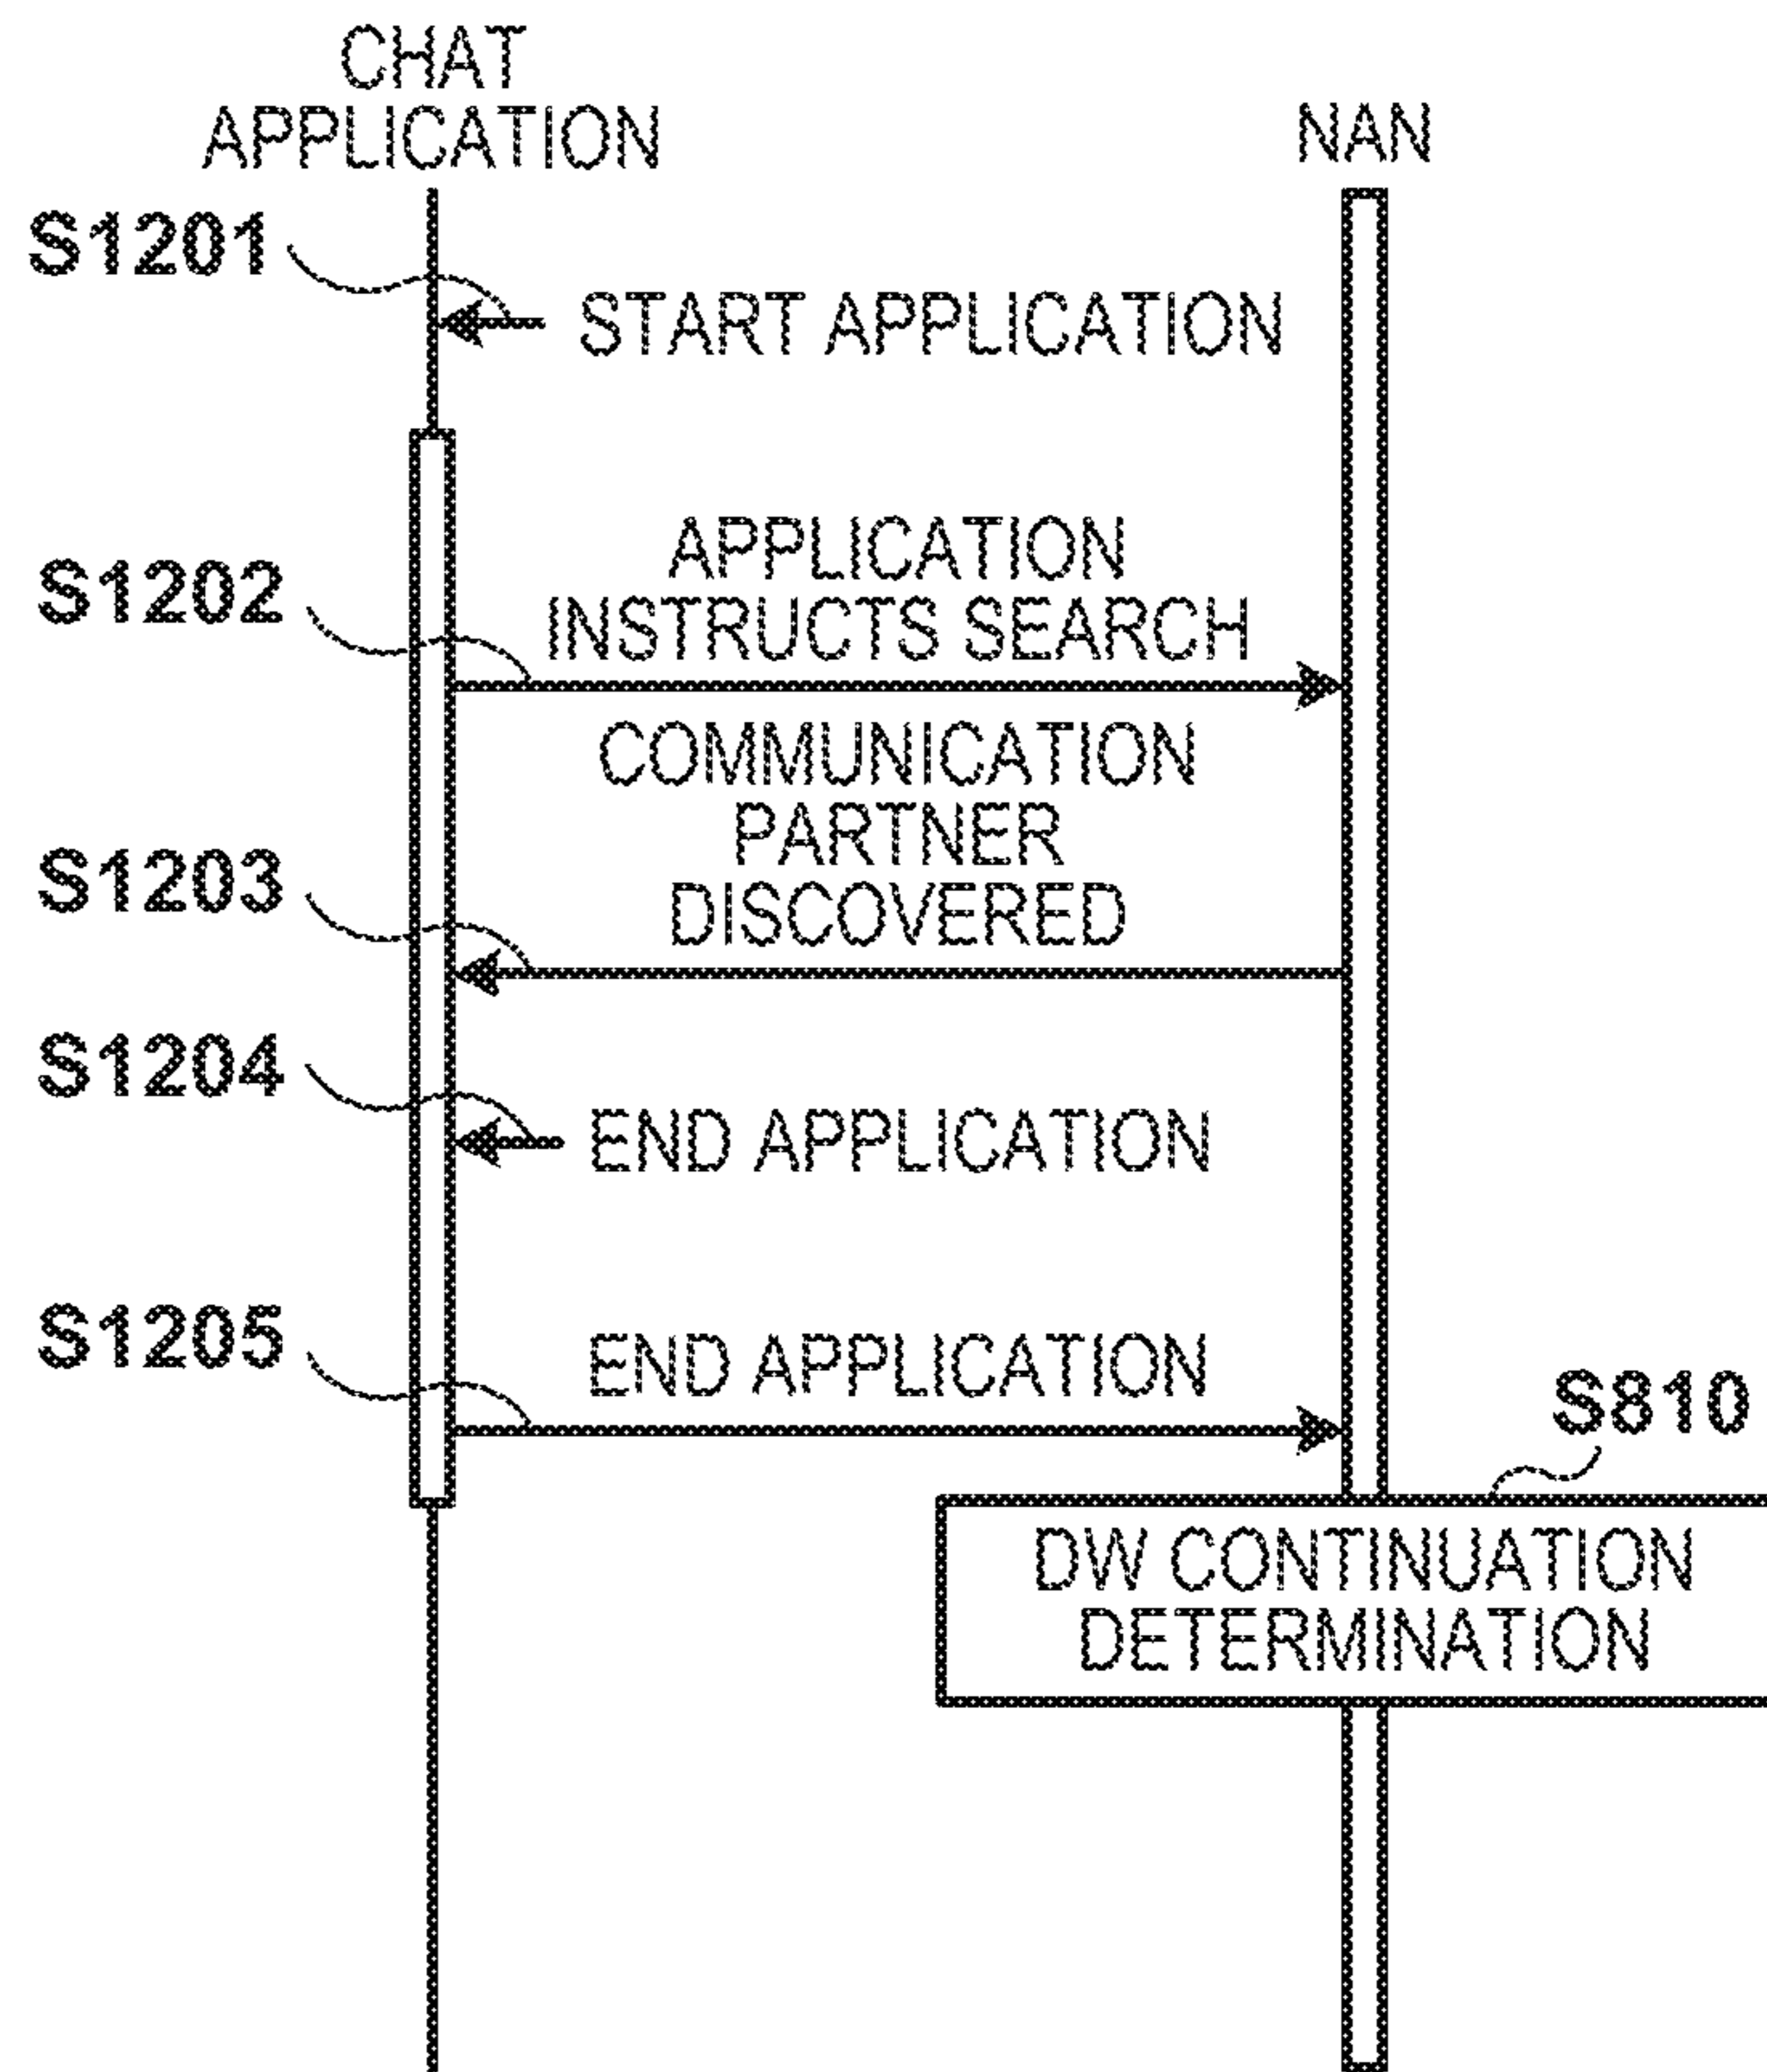 CHAT
APPLICATION
NAN
S1201
START APPLICATION
S1202
APPLICATION
INSTRUCTS SEARCH
COMMUNICATION
PARTNER
DISCOVERED
S1203
S1204
END APPLICATION
S1205
END APPLICATION
S810
DW CONTINUATION
DETERMINATION